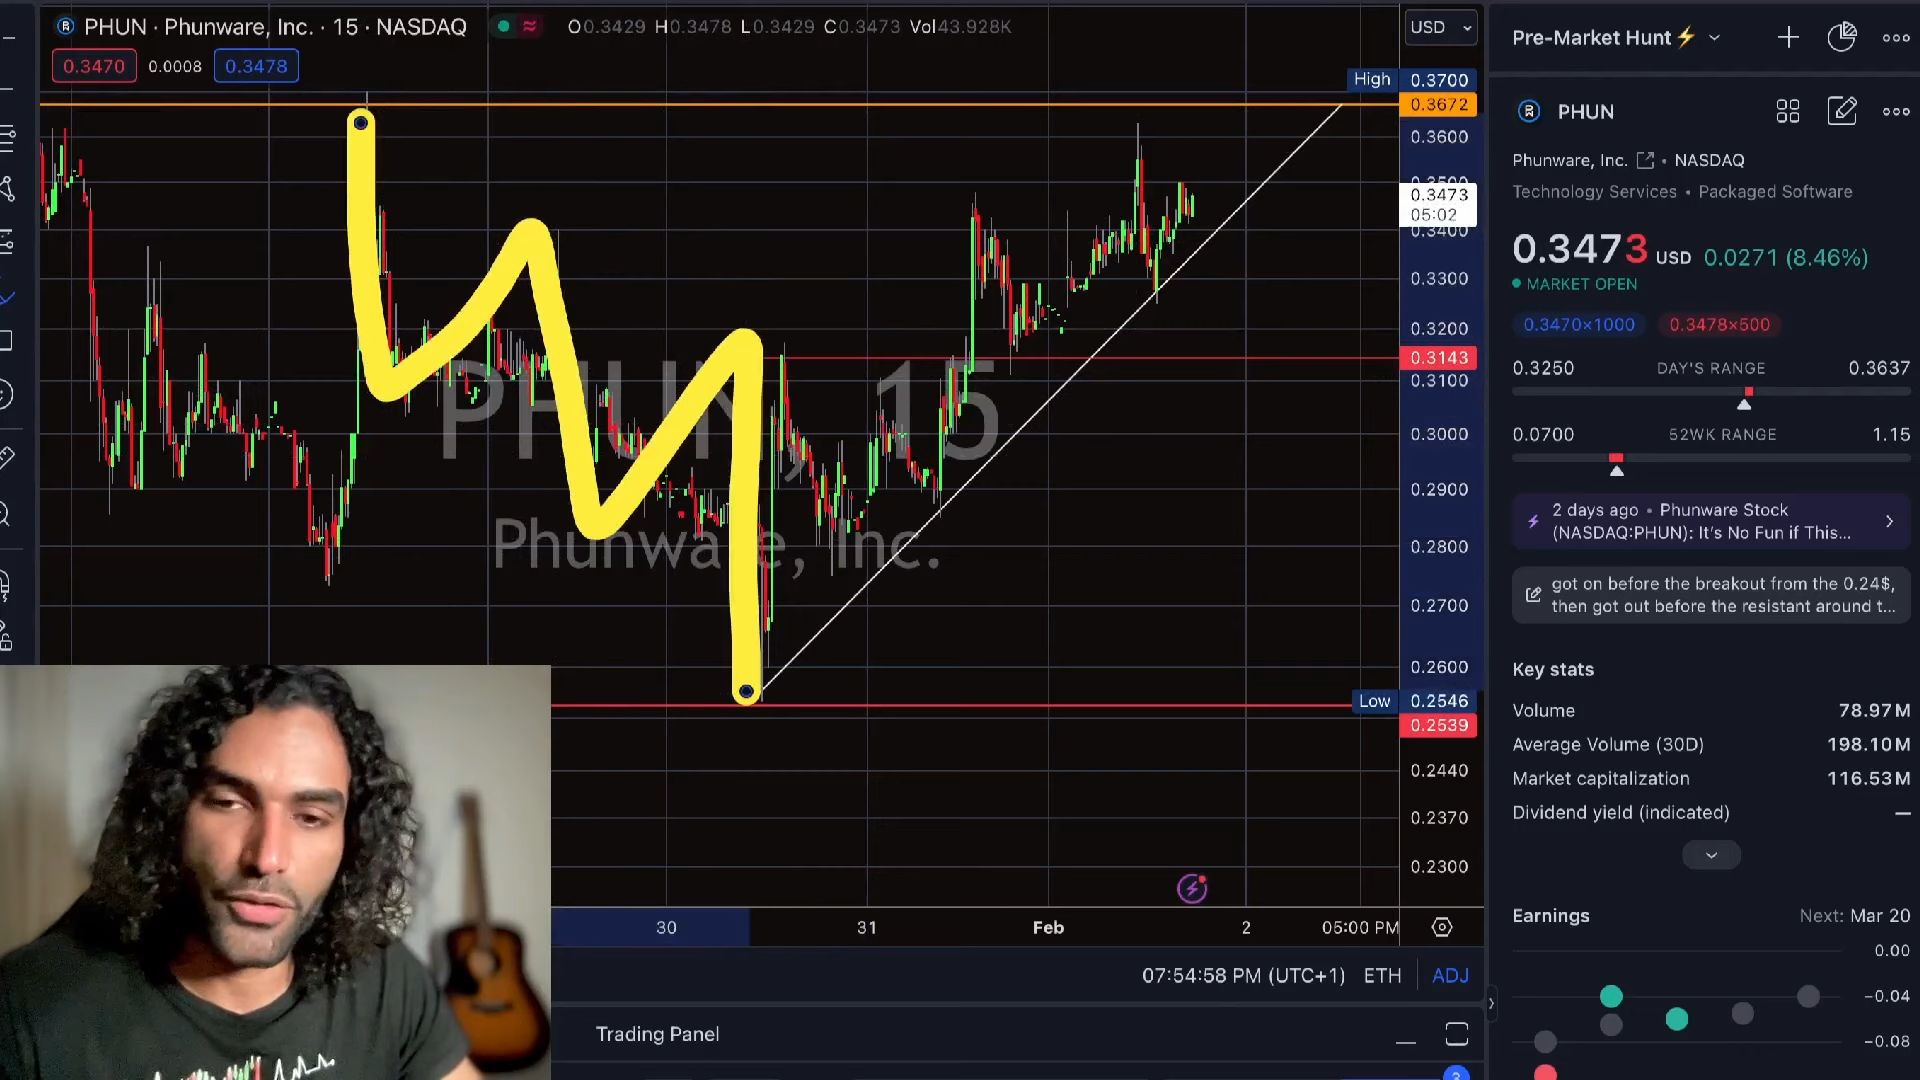 PHUN · Phunware, Inc. · 15 · NASDAQ
O0.3429 H0.3478 L0.3429 C0.3473 Vol43.928K
0.3470
0.0008
0.3478
USD
High 0.3700
0.3672
0.3600
0.3473
05:02
0.3400
0.3300
0.3200
0.3143
0.3100
0.3000
0.2900
0.2800
0.2700
0.2600
Low 0.2546
0.2539
0.2440
0.2370
0.2300
PHUN, 15
Phunware, Inc.
30
31
Feb
2
05:00 PM
07:54:58 PM (UTC+1)
ETH
ADJ
Trading Panel
Pre-Market Hunt
PHUN
Phunware, Inc. • NASDAQ
Technology Services • Packaged Software
0.3473 USD 0.0271 (8.46%)
MARKET OPEN
0.3470×1000
0.3478×500
0.3250
DAY'S RANGE
0.3637
0.0700
52WK RANGE
1.15
2 days ago • Phunware Stock
(NASDAQ:PHUN): It's No Fun if This...
got on before the breakout from the 0.24$,
then got out before the resistant around t...
Key stats
Volume 78.97M
Average Volume (30D) 198.10M
Market capitalization 116.53M
Dividend yield (indicated) —
Earnings
Next: Mar 20
0.00
−0.04
−0.08